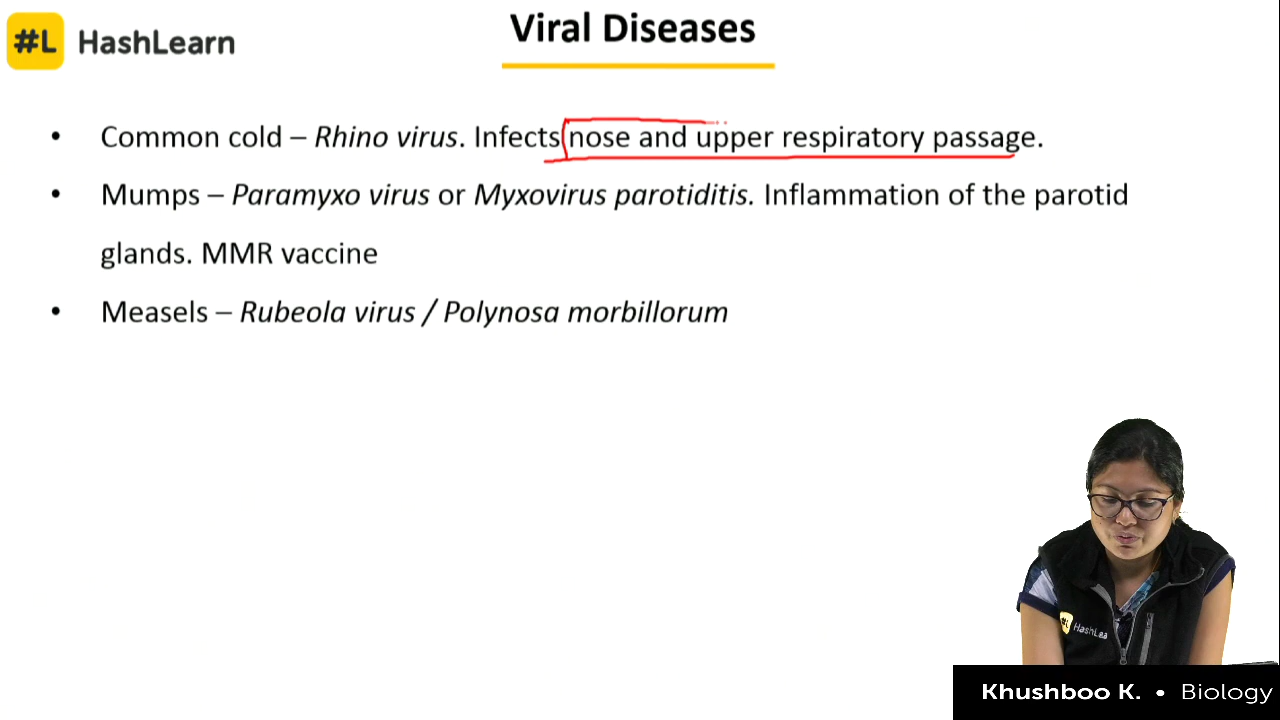 #L HashLearn
Viral Diseases
• Common cold – Rhino virus. Infects nose and upper respiratory passage.
• Mumps – Paramyxo virus or Myxovirus parotiditis. Inflammation of the parotid
glands. MMR vaccine
• Measels – Rubeola virus / Polynosa morbillorum
#L HashLea
Khushboo K. • Biology